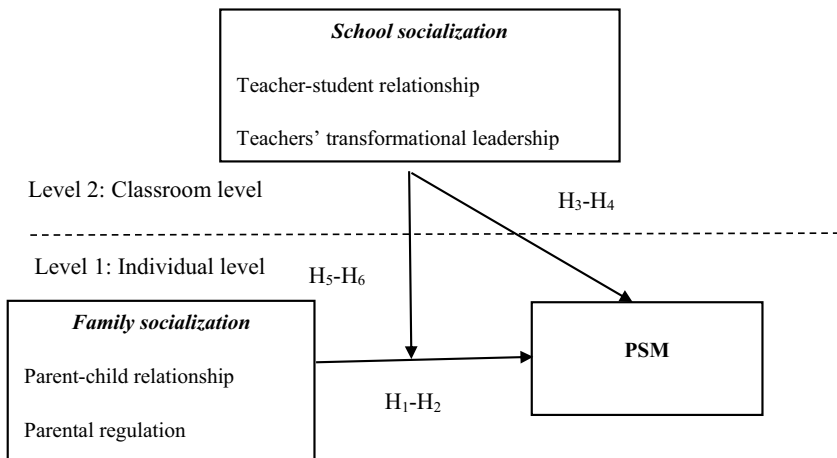 School socialization
Teacher-student relationship
Teachers’ transformational leadership
Level 2: Classroom level
H₃-H₄
Level 1: Individual level
H₅-H₆
Family socialization
Parent-child relationship
Parental regulation
H₁-H₂
PSM